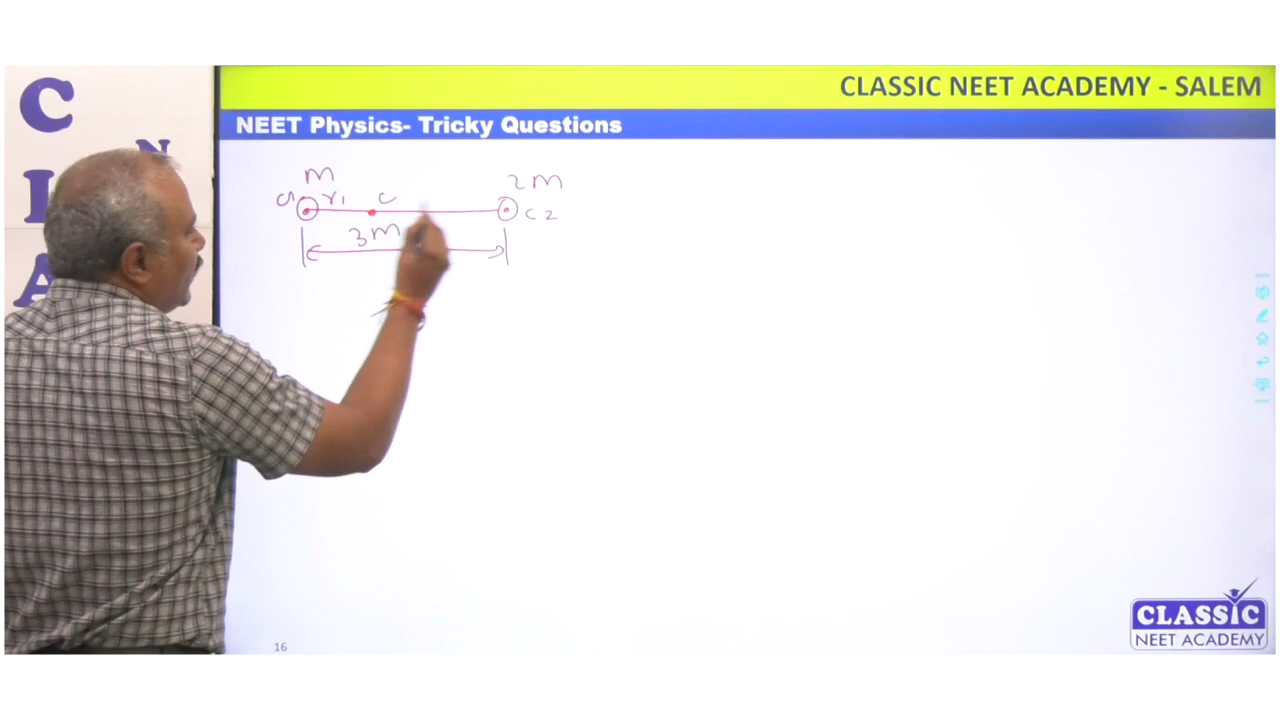 C
L
A
N
CLASSIC NEET ACADEMY - SALEM
NEET Physics- Tricky Questions
m 2m
C1 r1 C C2
3m
16
CLASSIC
NEET ACADEMY